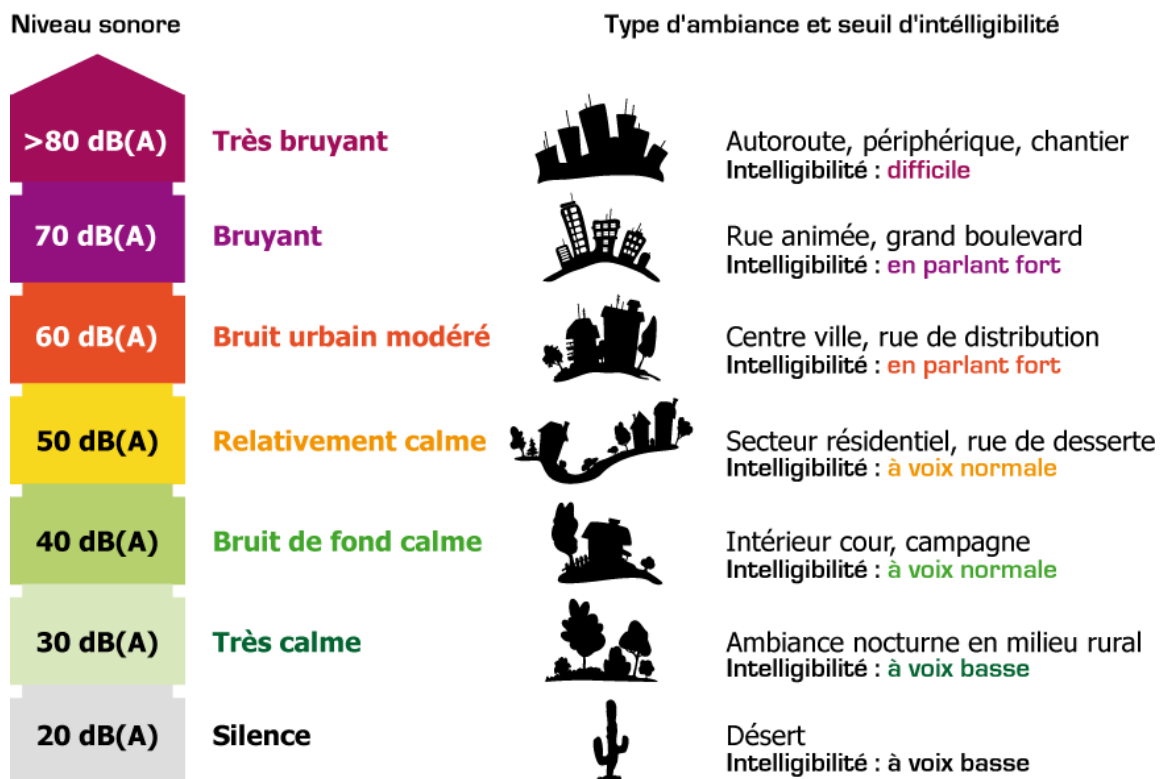 Niveau sonore
Type d'ambiance et seuil d'intélligibilité
>80 dB(A)
Très bruyant
Autoroute, périphérique, chantier
Intelligibilité : difficile
70 dB(A)
Bruyant
Rue animée, grand boulevard
Intelligibilité : en parlant fort
60 dB(A)
Bruit urbain modéré
Centre ville, rue de distribution
Intelligibilité : en parlant fort
50 dB(A)
Relativement calme
Secteur résidentiel, rue de desserte
Intelligibilité : à voix normale
40 dB(A)
Bruit de fond calme
Intérieur cour, campagne
Intelligibilité : à voix normale
30 dB(A)
Très calme
Ambiance nocturne en milieu rural
Intelligibilité : à voix basse
20 dB(A)
Silence
Désert
Intelligibilité : à voix basse